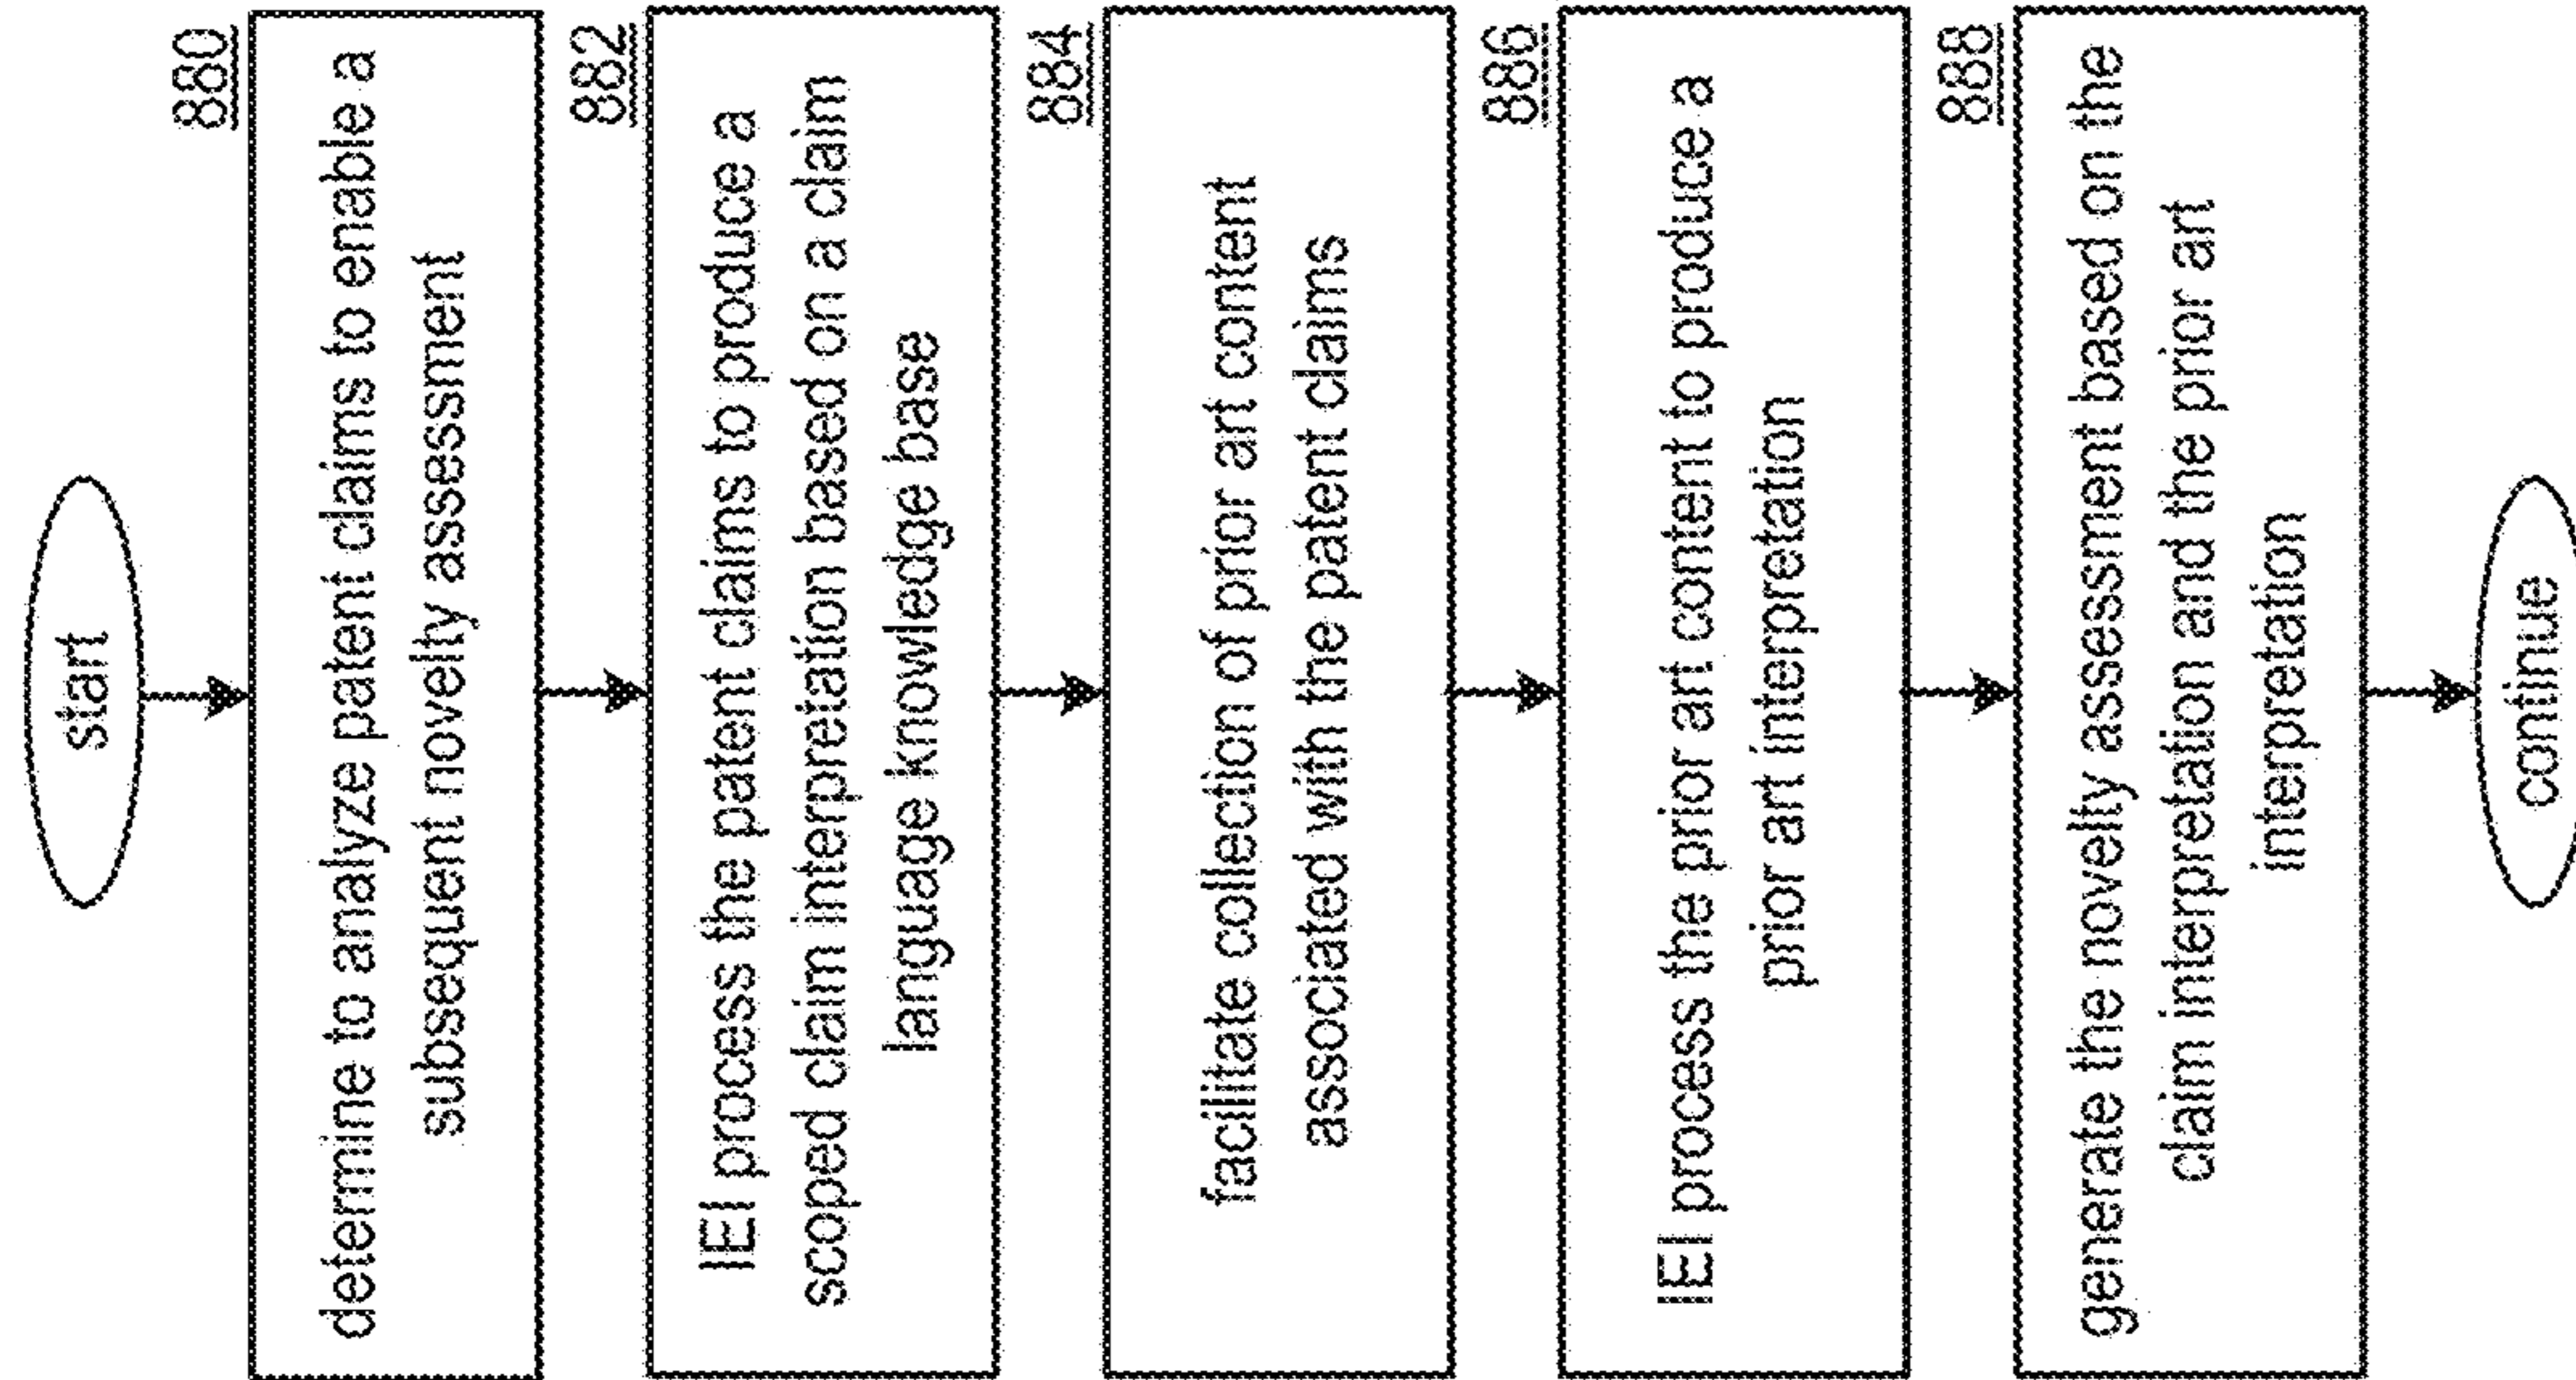 start
880
determine to analyze patent claims to enable a
subsequent novelty assessment
882
IEI process the patent claims to produce a
scoped claim interpretation based on a claim
language knowledge base
884
facilitate collection of prior art content
associated with the patent claims
886
IEI process the prior art content to produce a
prior art interpretation
888
generate the novelty assessment based on the
claim interpretation and the prior art
interpretation
continue